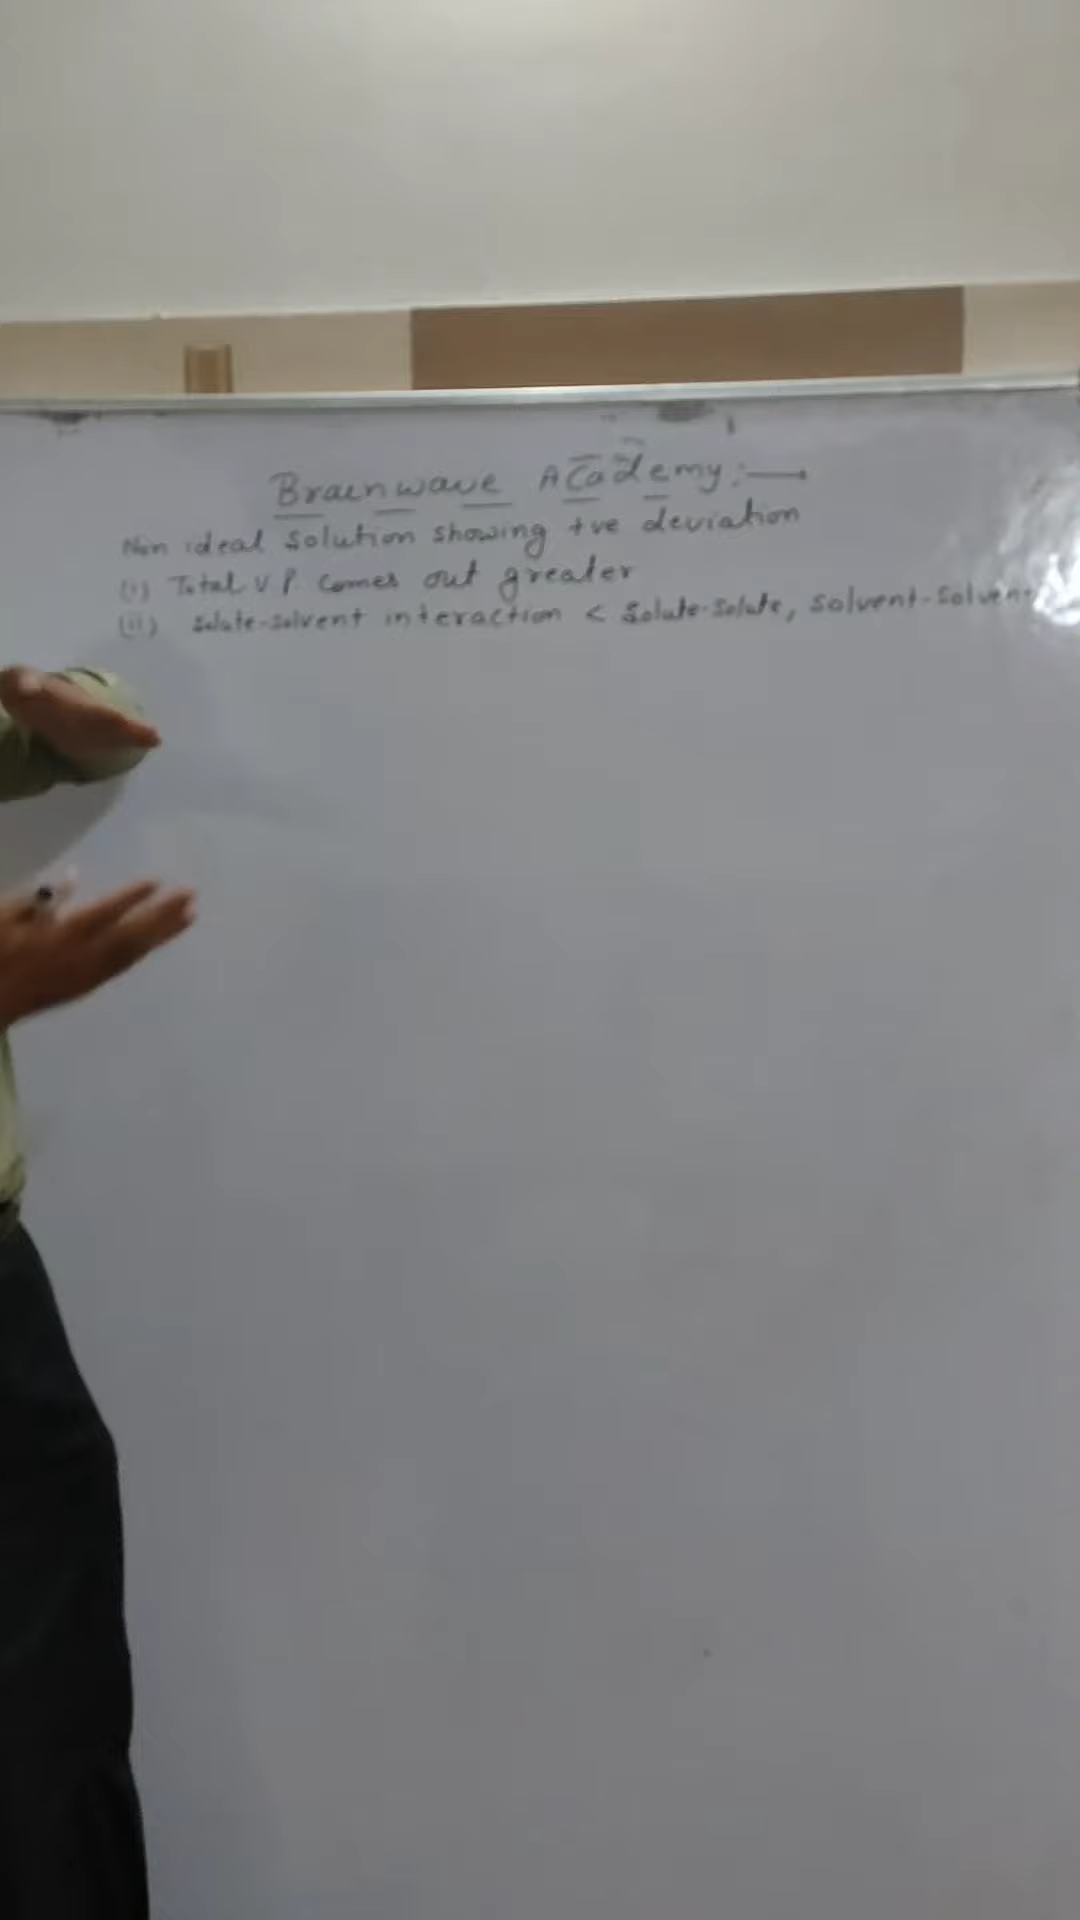 Brainwave Academy :→
Non ideal solution showing +ve deviation
(i) Total V.P. Comes out greater
(ii) solute-solvent interaction < solute-solute, solvent-solvent